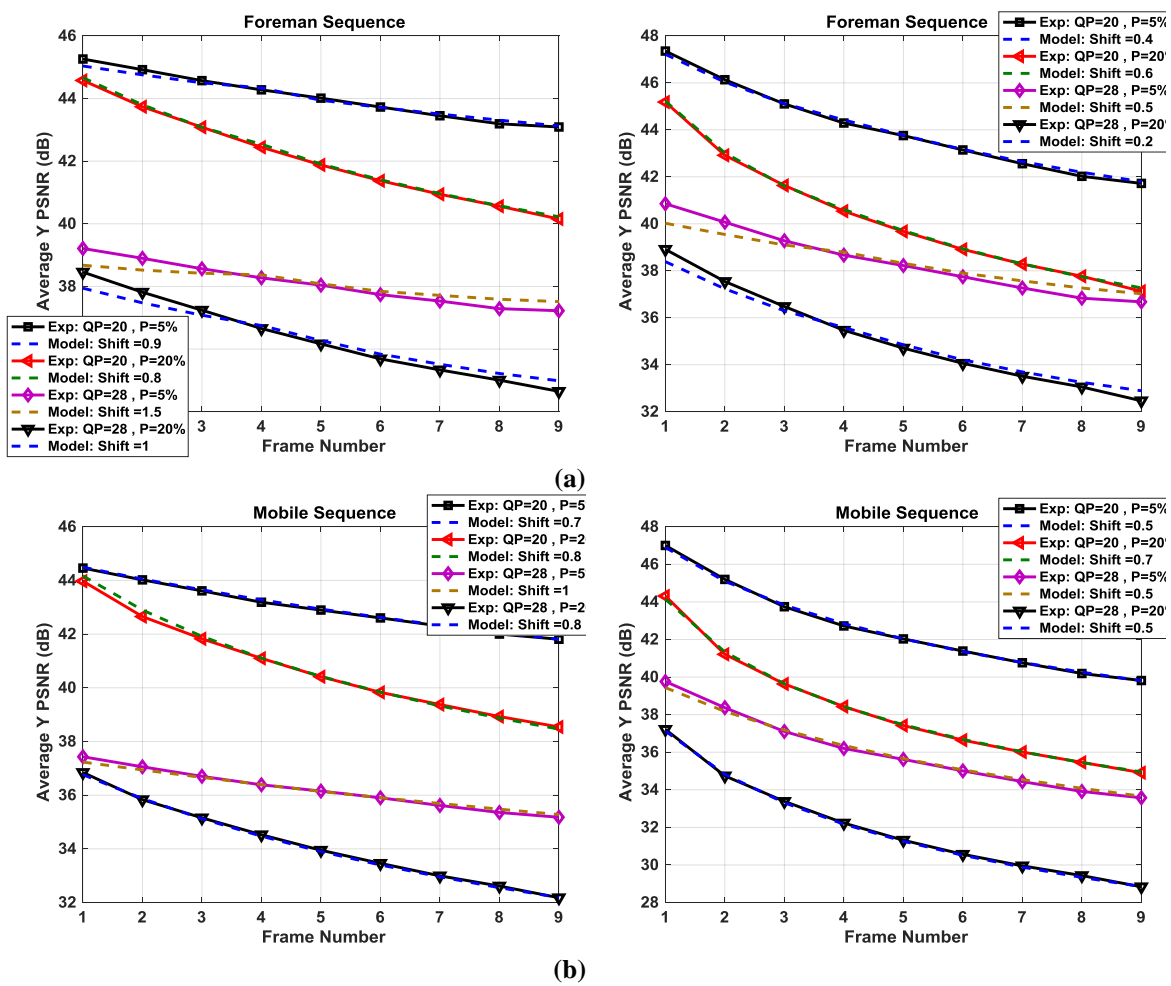 Foreman Sequence
Average Y PSNR (dB)
46
44
42
40
38
Exp: QP=20 , P=5%
Model: Shift =0.9
Exp: QP=20 , P=20%
Model: Shift =0.8
Exp: QP=28 , P=5%
Model: Shift =1.5
Exp: QP=28 , P=20%
Model: Shift =1
3 4 5 6 7 8 9
Frame Number
Foreman Sequence
Average Y PSNR (dB)
48
46
44
42
40
38
36
34
32
Exp: QP=20 , P=5%
Model: Shift =0.4
Exp: QP=20 , P=20%
Model: Shift =0.6
Exp: QP=28 , P=5%
Model: Shift =0.5
Exp: QP=28 , P=20%
Model: Shift =0.2
1 2 3 4 5 6 7 8 9
Frame Number
(a)
Mobile Sequence
Average Y PSNR (dB)
46
44
42
40
38
36
34
32
Exp: QP=20 , P=5
Model: Shift =0.7
Exp: QP=20 , P=2
Model: Shift =0.8
Exp: QP=28 , P=5
Model: Shift =1
Exp: QP=28 , P=2
Model: Shift =0.8
1 2 3 4 5 6 7 8 9
Frame Number
Mobile Sequence
Average Y PSNR (dB)
48
46
44
42
40
38
36
34
32
30
28
Exp: QP=20 , P=5%
Model: Shift =0.5
Exp: QP=20 , P=20%
Model: Shift =0.7
Exp: QP=28 , P=5%
Model: Shift =0.5
Exp: QP=28 , P=20%
Model: Shift =0.5
1 2 3 4 5 6 7 8 9
Frame Number
(b)